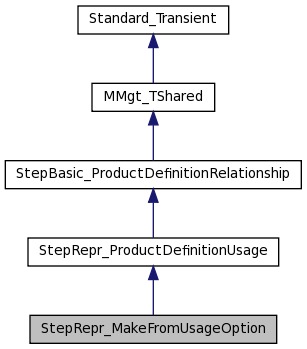 Standard_Transient
MMgt_TShared
StepBasic_ProductDefinitionRelationship
StepRepr_ProductDefinitionUsage
StepRepr_MakeFromUsageOption